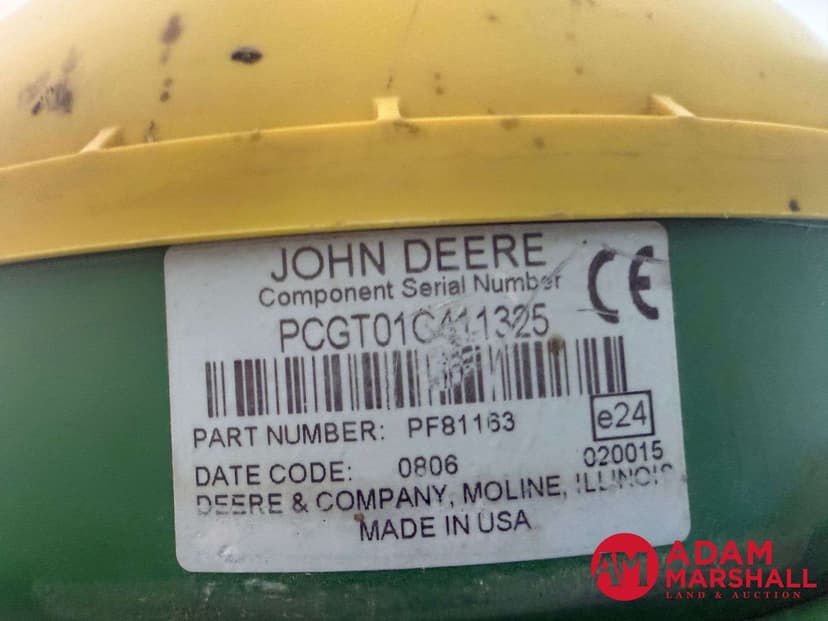 JOHN DEERE
Component Serial Number
CE
PCGT01C411325
PART NUMBER: PF81163
e24
DATE CODE: 0806
020015
DEERE & COMPANY, MOLINE, ILLINOIS
MADE IN USA
AM ADAM
MARSHALL
LAND & AUCTION